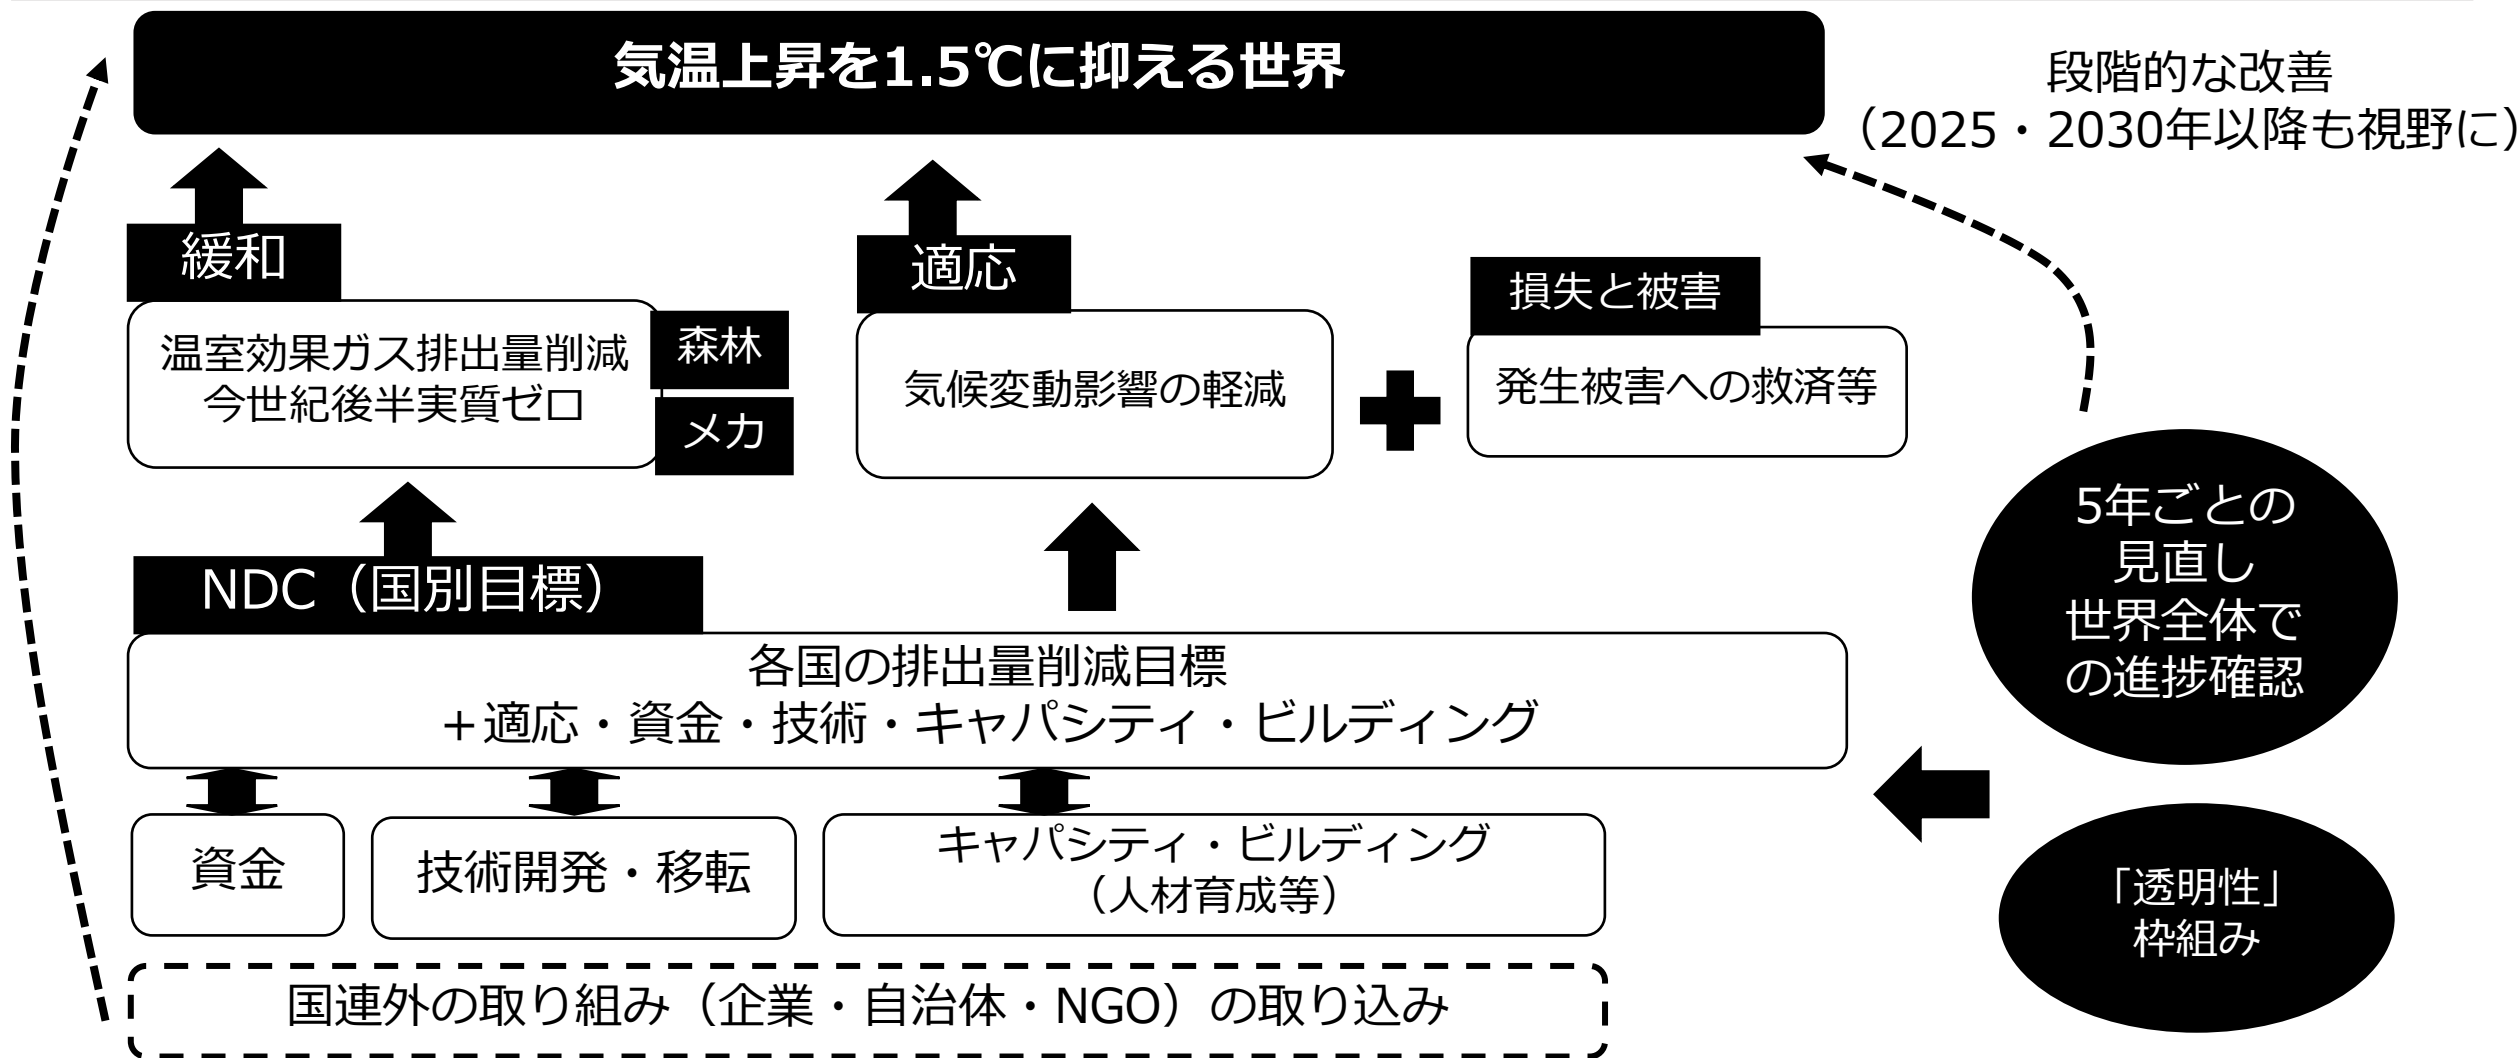 気温上昇を1.5℃に抑える世界
段階的な改善
（2025・2030年以降も視野に）
緩和
温室効果ガス排出量削減
今世紀後半実質ゼロ
森林
メカ
適応
気候変動影響の軽減
損失と被害
発生被害への救済等
NDC（国別目標）
各国の排出量削減目標
＋適応・資金・技術・キャパシティ・ビルディング
5年ごとの
見直し
世界全体で
の進捗確認
資金
技術開発・移転
キャパシティ・ビルディング
（人材育成等）
「透明性」
枠組み
国連外の取り組み（企業・自治体・NGO）の取り込み